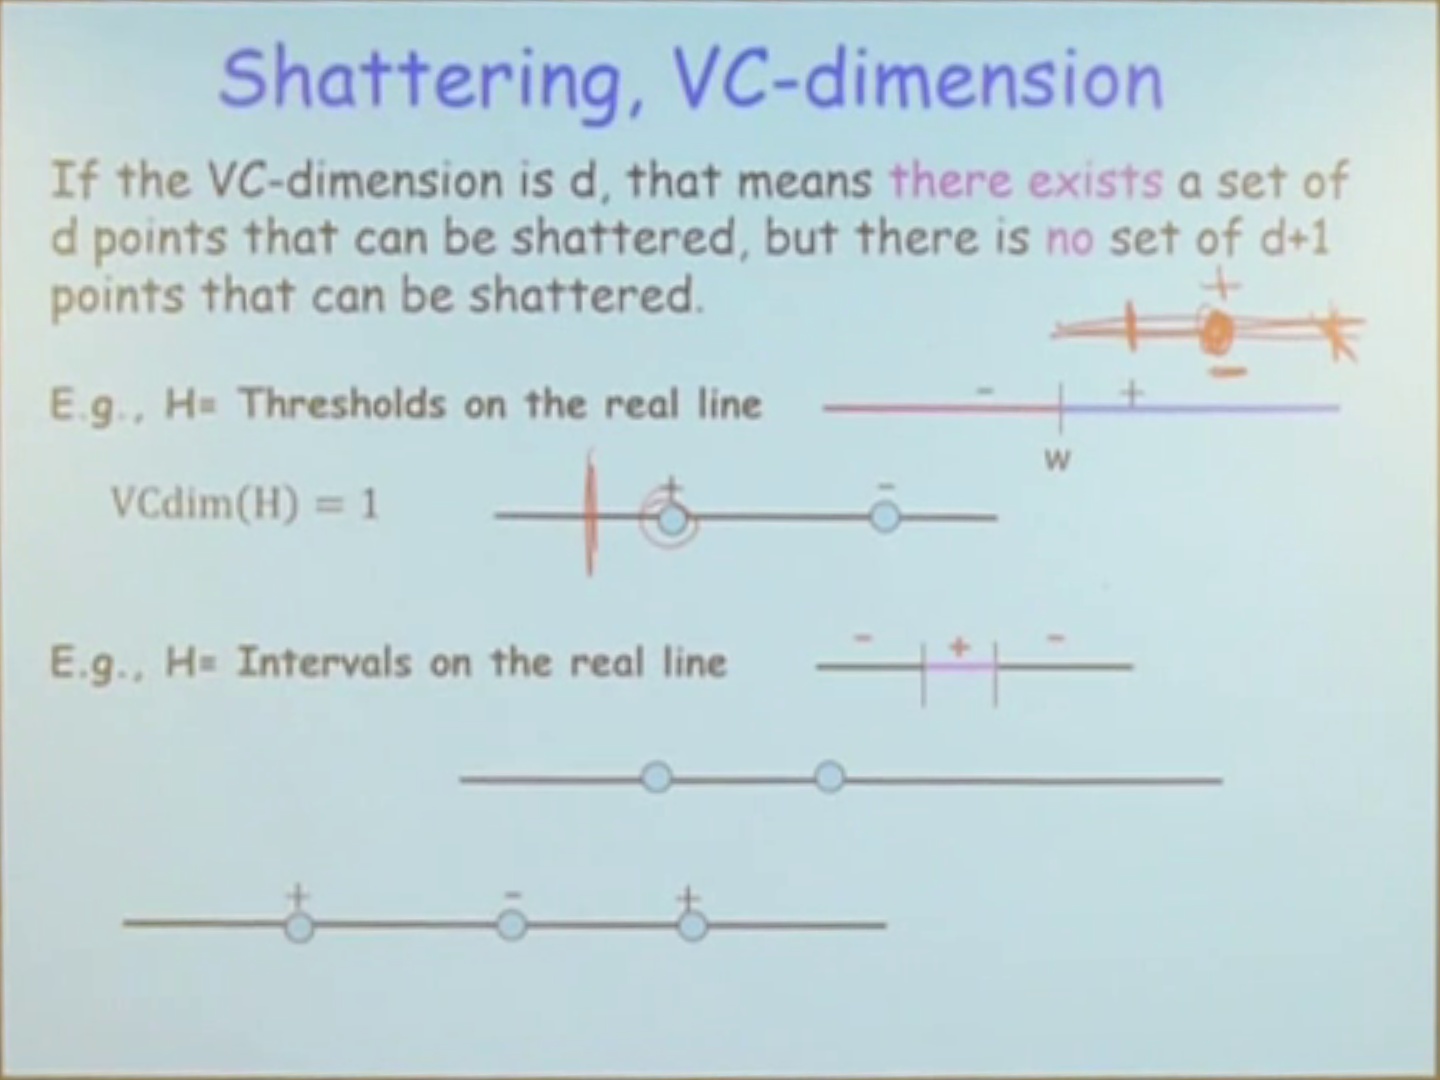 Shattering, VC-dimension
If the VC-dimension is d, that means there exists a set of
d points that can be shattered, but there is no set of d+1
points that can be shattered.
+
-
E.g., H= Thresholds on the real line
- +
w
VCdim(H) = 1
+ -
E.g., H= Intervals on the real line
- + -
+ - +